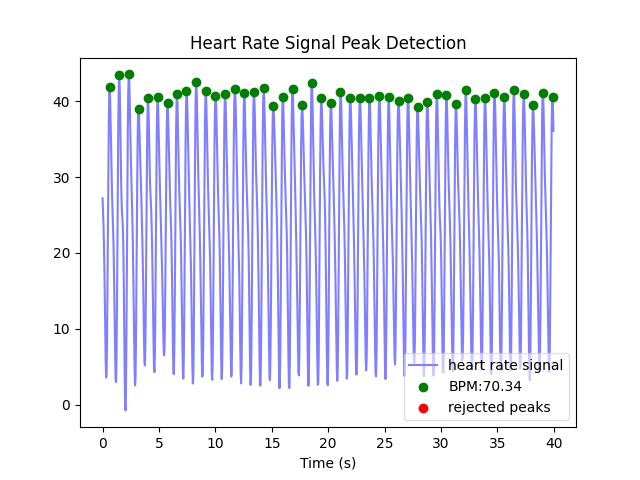 Heart Rate Signal Peak Detection
40
30
20
10
0
heart rate signal
BPM:70.34
rejected peaks
0 5 10 15 20 25 30 35 40
Time (s)